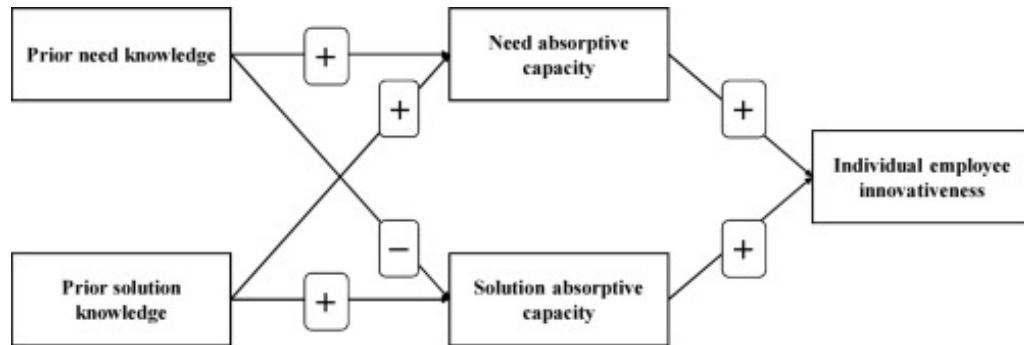 Prior need knowledge
+
Need absorptive
capacity
+
+
Individual employee
innovativeness
−
+
Prior solution
knowledge
+
Solution absorptive
capacity